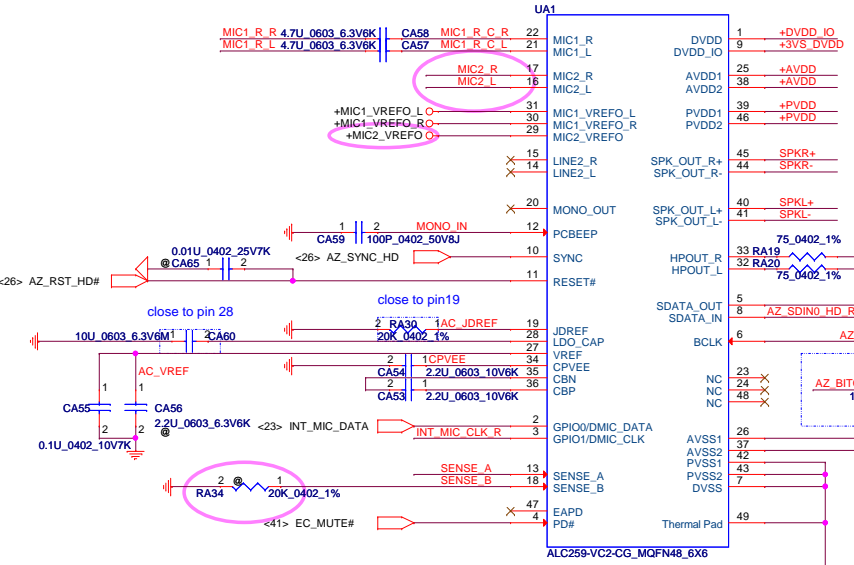 UA1
MIC1_R_R 4.7U_0603_6.3V6K CA58 MIC1_R_C_R 22 MIC1_R
MIC1_R_L 4.7U_0603_6.3V6K CA57 MIC1_R_C_L 21 MIC1_L
MIC2_R 17 MIC2_R
MIC2_L 16 MIC2_L
+MIC1_VREFO_L 31 MIC1_VREFO_L
+MIC1_VREFO_R 30 MIC1_VREFO_R
+MIC2_VREFO 29 MIC2_VREFO
15 LINE2_R
14 LINE2_L
20 MONO_OUT
1 2 MONO_IN 12 PCBEEP
CA59 100P_0402_50V8J
<26> AZ_SYNC_HD 10 SYNC
0.01U_0402_25V7K
@CA65 1 2
<26> AZ_RST_HD# 11 RESET#
close to pin 28
close to pin19
2 RA30 1 AC_JDREF 19 JDREF
20K_0402_1%
10U_0603_6.3V6M 1 2 CA60 28 LDO_CAP
27 VREF
AC_VREF
2 1 CPVEE 34 CPVEE
CA54 2.2U_0603_10V6K 35 CBN
2 1 36 CBP
CA53 2.2U_0603_10V6K
1 1
CA55 CA56
2 2 2.2U_0603_6.3V6K
@
0.1U_0402_10V7K
<23> INT_MIC_DATA 2 GPIO0/DMIC_DATA
INT_MIC_CLK_R 3 GPIO1/DMIC_CLK
SENSE_A 13 SENSE_A
2 @ 1 SENSE_B 18 SENSE_B
RA34 20K_0402_1%
47 EAPD
<41> EC_MUTE# 4 PD#
DVDD 1 +DVDD_IO
DVDD_IO 9 +3VS_DVDD
AVDD1 25 +AVDD
AVDD2 38 +AVDD
PVDD1 39 +PVDD
PVDD2 46 +PVDD
SPK_OUT_R+ 45 SPKR+
SPK_OUT_R- 44 SPKR-
SPK_OUT_L+ 40 SPKL+
SPK_OUT_L- 41 SPKL-
75_0402_1%
HPOUT_R 33 RA19
HPOUT_L 32 RA20
75_0402_1%
SDATA_OUT 5
SDATA_IN 8 AZ_SDIN0_HD_R
BCLK 6 AZ
NC 23
NC 24
NC 48
AZ_BIT
1
AVSS1 26
AVSS2 37
PVSS1 42
PVSS2 43
DVSS 7
Thermal Pad 49
ALC259-VC2-CG_MQFN48_6X6